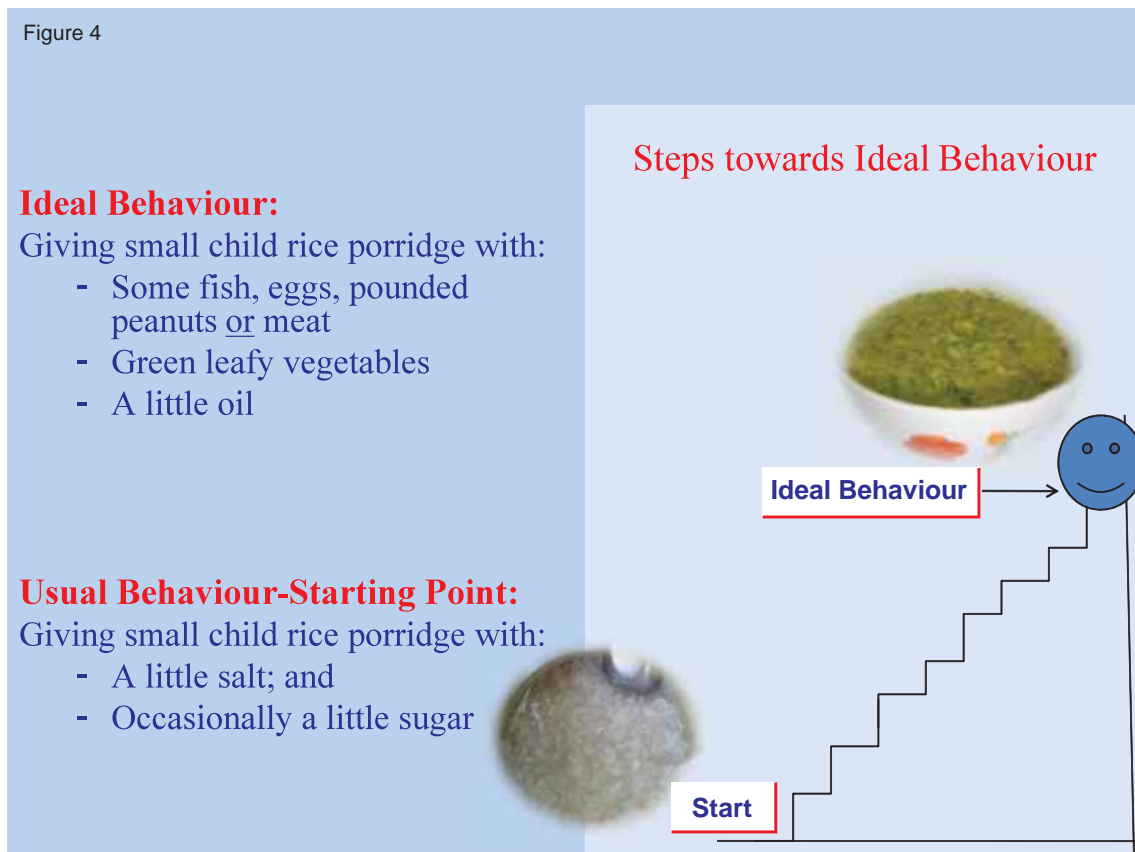 Figure 4
Steps towards Ideal Behaviour
Ideal Behaviour:
Giving small child rice porridge with:
- Some fish, eggs, pounded
peanuts or meat
- Green leafy vegetables
- A little oil
Ideal Behaviour
Usual Behaviour-Starting Point:
Giving small child rice porridge with:
- A little salt; and
- Occasionally a little sugar
Start